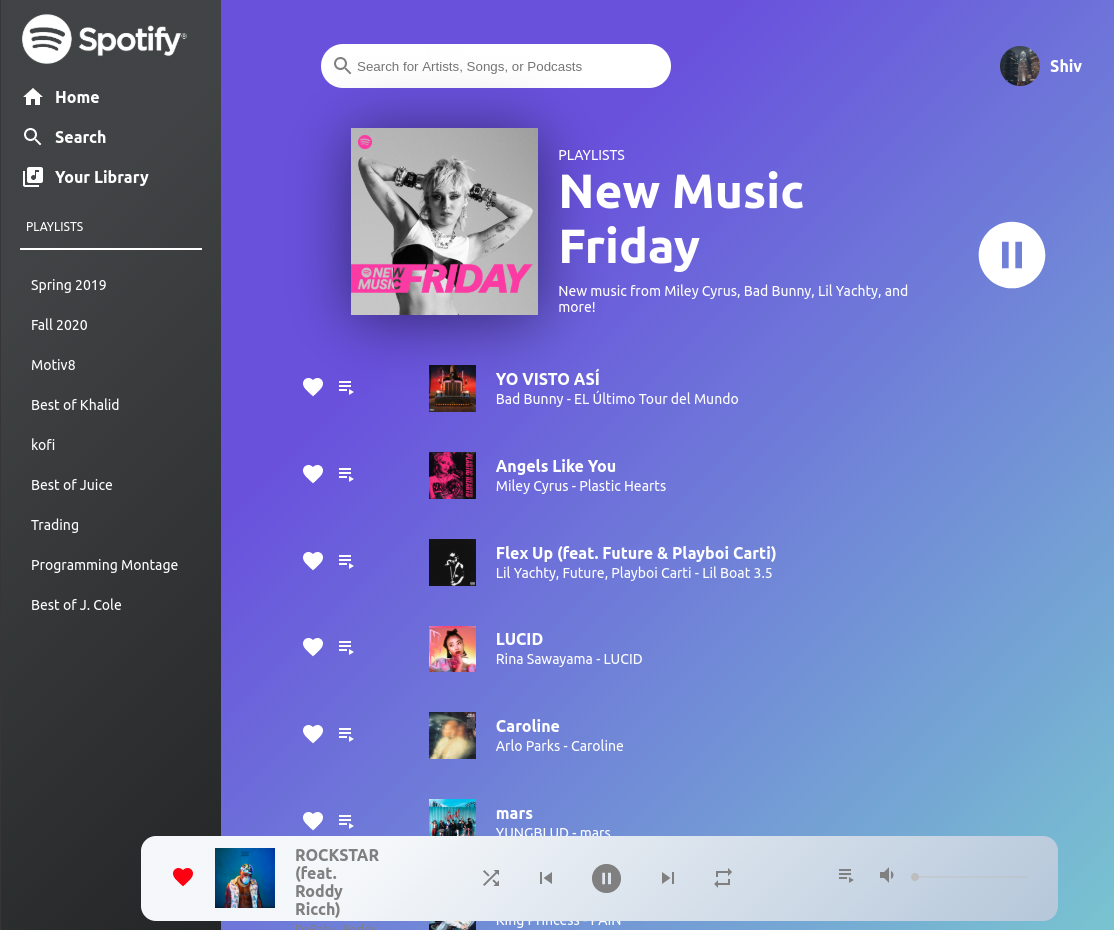 Spotify®
Home
Search
Your Library
PLAYLISTS
Spring 2019
Fall 2020
Motiv8
Best of Khalid
kofi
Best of Juice
Trading
Programming Montage
Best of J. Cole
Search for Artists, Songs, or Podcasts
Shiv
NEW
MUSIC
FRIDAY
PLAYLISTS
New Music
Friday
New music from Miley Cyrus, Bad Bunny, Lil Yachty, and
more!
YO VISTO ASÍ
Bad Bunny - EL Último Tour del Mundo
Angels Like You
Miley Cyrus - Plastic Hearts
Flex Up (feat. Future & Playboi Carti)
Lil Yachty, Future, Playboi Carti - Lil Boat 3.5
LUCID
Rina Sawayama - LUCID
Caroline
Arlo Parks - Caroline
mars
YUNGBLUD - mars
ROCKSTAR
(feat.
Roddy
Ricch)
King Princess - PAIN